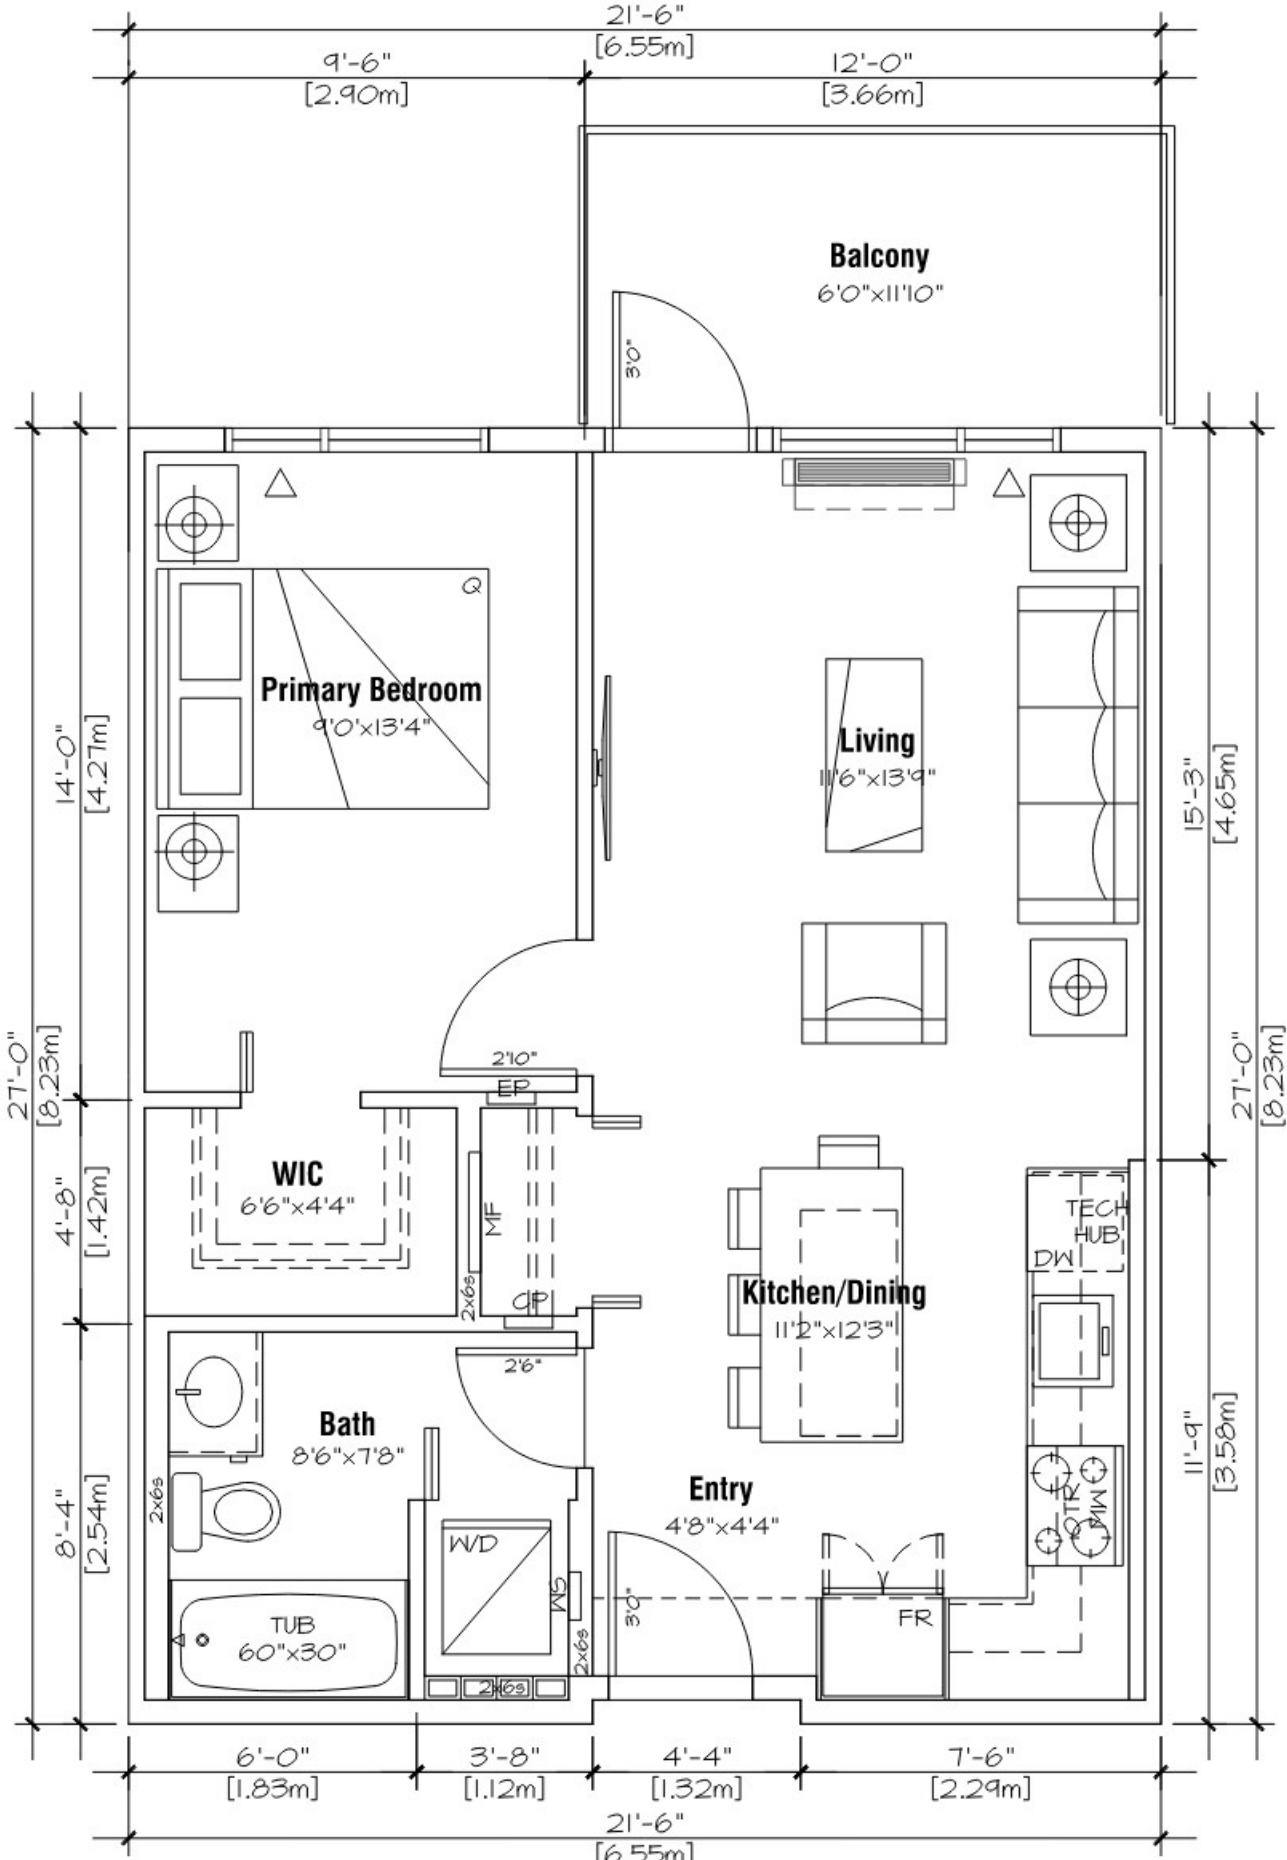 21'-6"
[6.55m]
9'-6"
[2.90m]
12'-0"
[3.66m]
Balcony
6'0"x11'10"
3'0"
Q
Primary Bedroom
9'0'x13'4"
Living
11'6"x13'9"
14'-0"
[4.27m]
15'-3"
[4.65m]
27'-0"
[8.23m]
27'-0"
[8.23m]
2'10"
EP
WIC
6'6"x4'4"
4'-8"
[1.42m]
MF
2x6s
CP
TECH
HUB
DW
Kitchen/Dining
11'2"x12'3"
2'6"
Bath
8'6"x7'8"
2x6s
8'-4"
[2.54m]
11'-9"
[3.58m]
Entry
4'8"x4'4"
OTR
MW
W/D
SM
3'0"
FR
TUB
60"x30"
2x6s
2x6s
6'-0"
[1.83m]
3'-8"
[1.12m]
4'-4"
[1.32m]
7'-6"
[2.29m]
21'-6"
[6.55m]